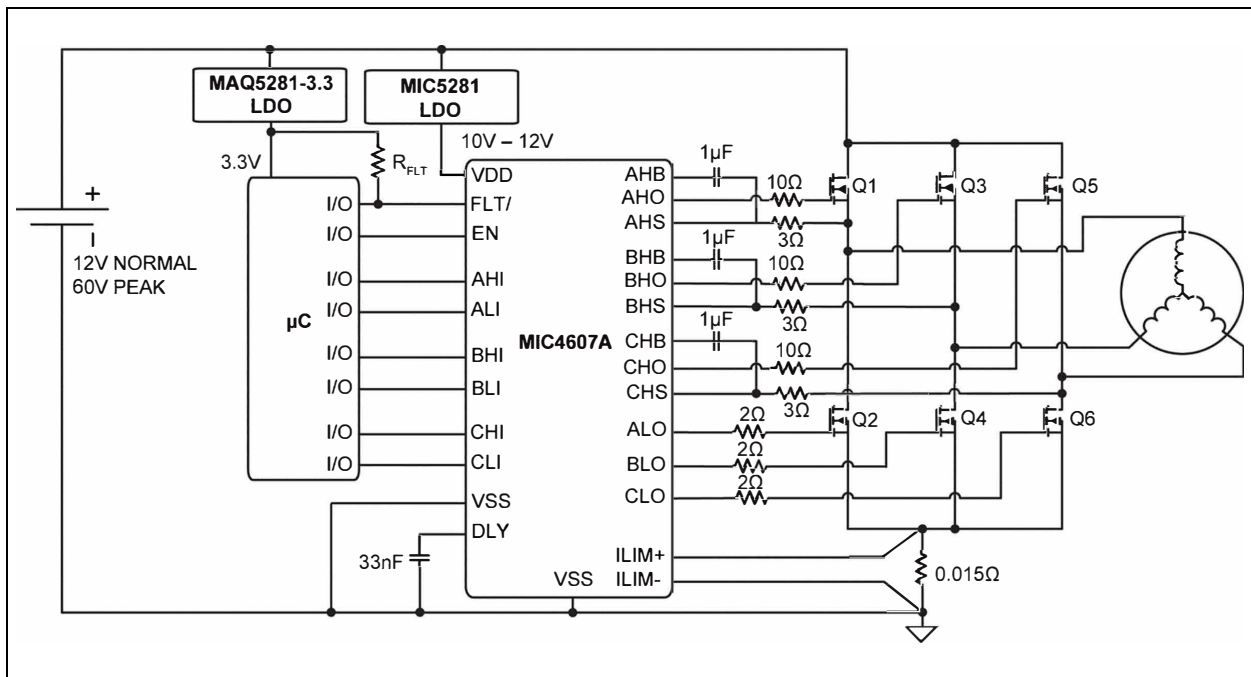 MAQ5281-3.3
LDO
MIC5281
LDO
3.3V
R_FLT
10V – 12V
+
12V NORMAL
60V PEAK
µC
I/O
I/O
I/O
I/O
I/O
I/O
I/O
I/O
VDD
FLT/
EN
AHI
ALI
BHI
BLI
CHI
CLI
VSS
DLY
33nF
VSS
MIC4607A
AHB
AHO
AHS
BHB
BHO
BHS
CHB
CHO
CHS
ALO
BLO
CLO
ILIM+
ILIM-
1µF
10Ω
3Ω
1µF
10Ω
3Ω
1µF
10Ω
3Ω
2Ω
2Ω
2Ω
Q1
Q3
Q5
Q2
Q4
Q6
0.015Ω